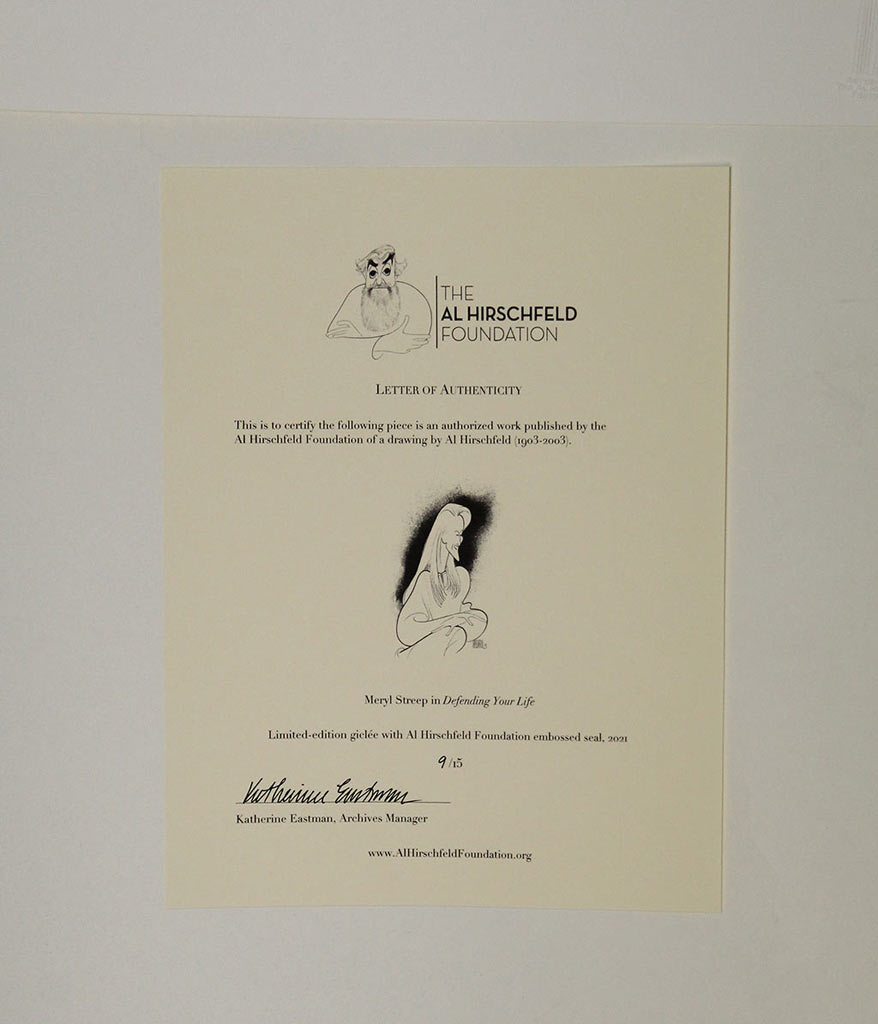 THE
AL HIRSCHFELD
FOUNDATION
LETTER OF AUTHENTICITY
This is to certify the following piece is an authorized work published by the
Al Hirschfeld Foundation of a drawing by Al Hirschfeld (1903-2003).
Meryl Streep in Defending Your Life
Limited-edition giclée with Al Hirschfeld Foundation embossed seal, 2021
9/15
Katherine Eastman
Katherine Eastman, Archives Manager
www.AlHirschfeldFoundation.org